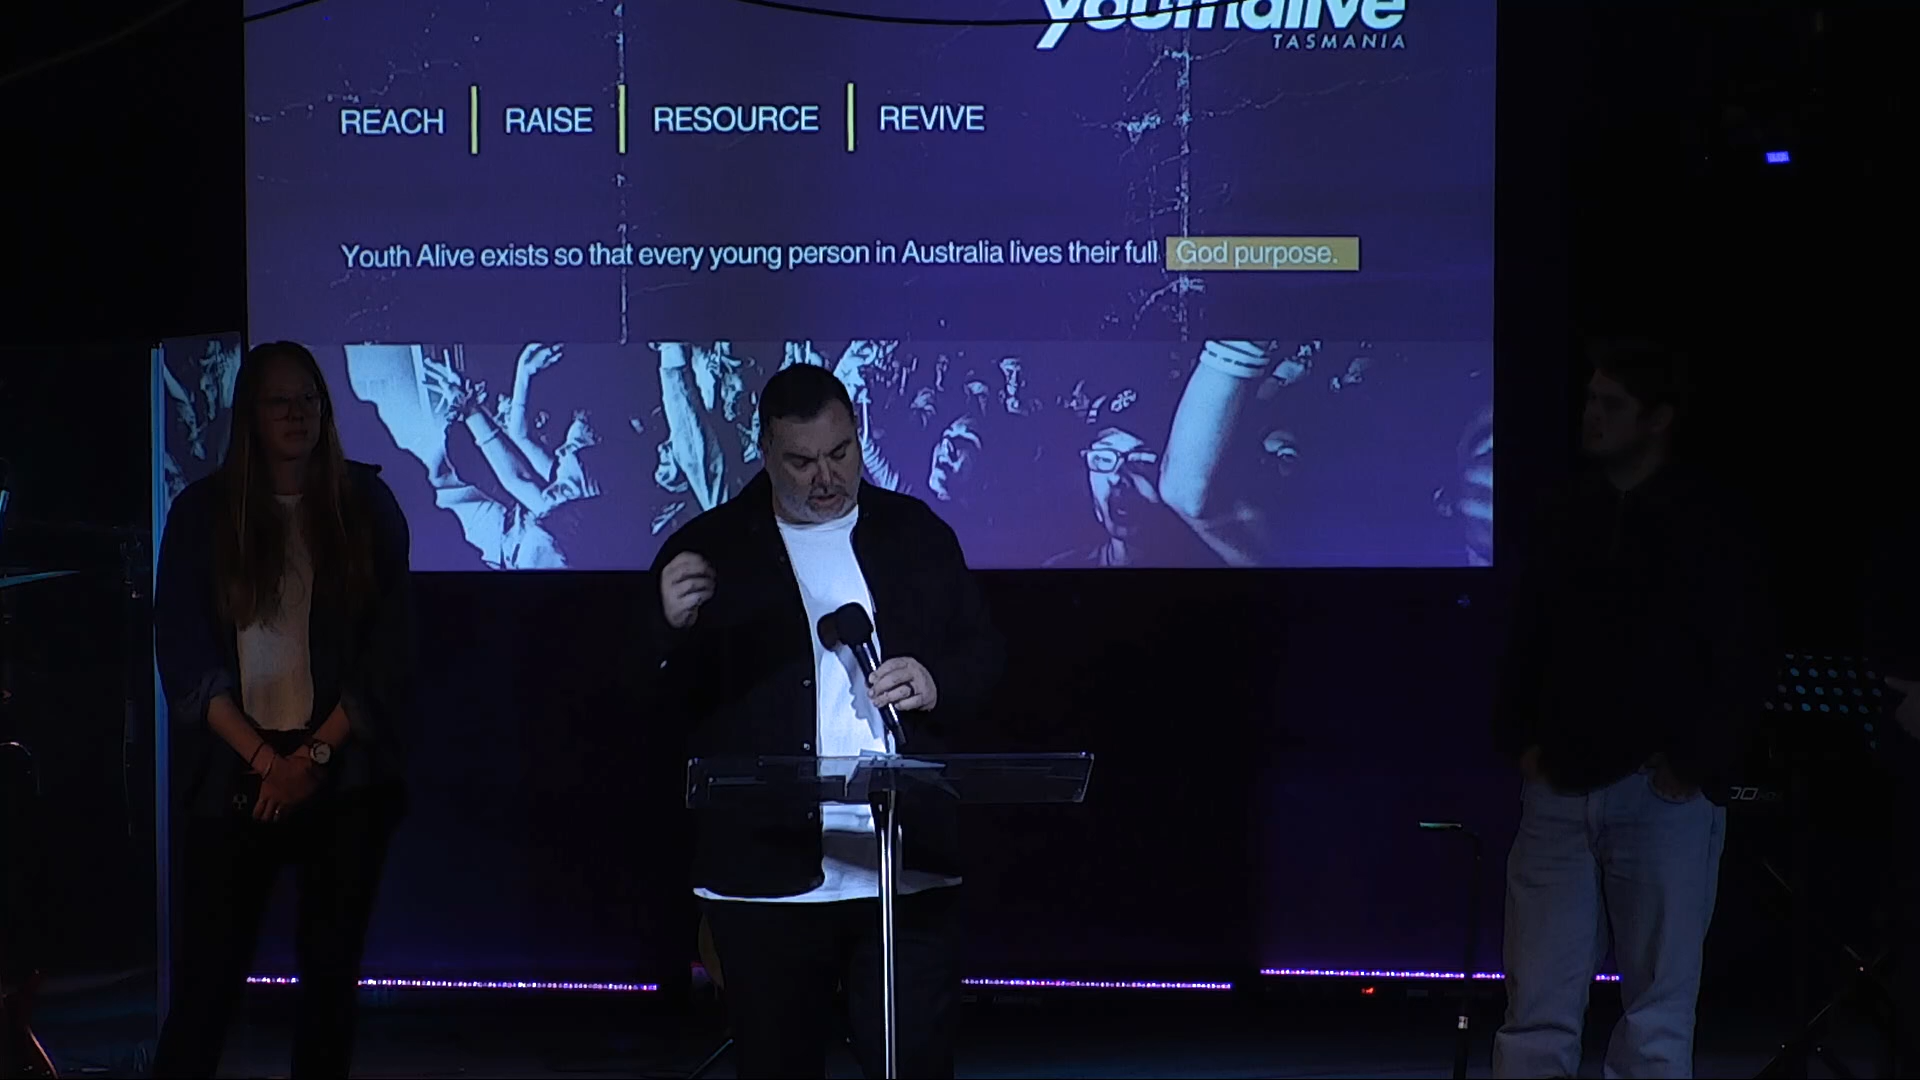 youthalive
TASMANIA
REACH | RAISE | RESOURCE | REVIVE
Youth Alive exists so that every young person in Australia lives their full God purpose.